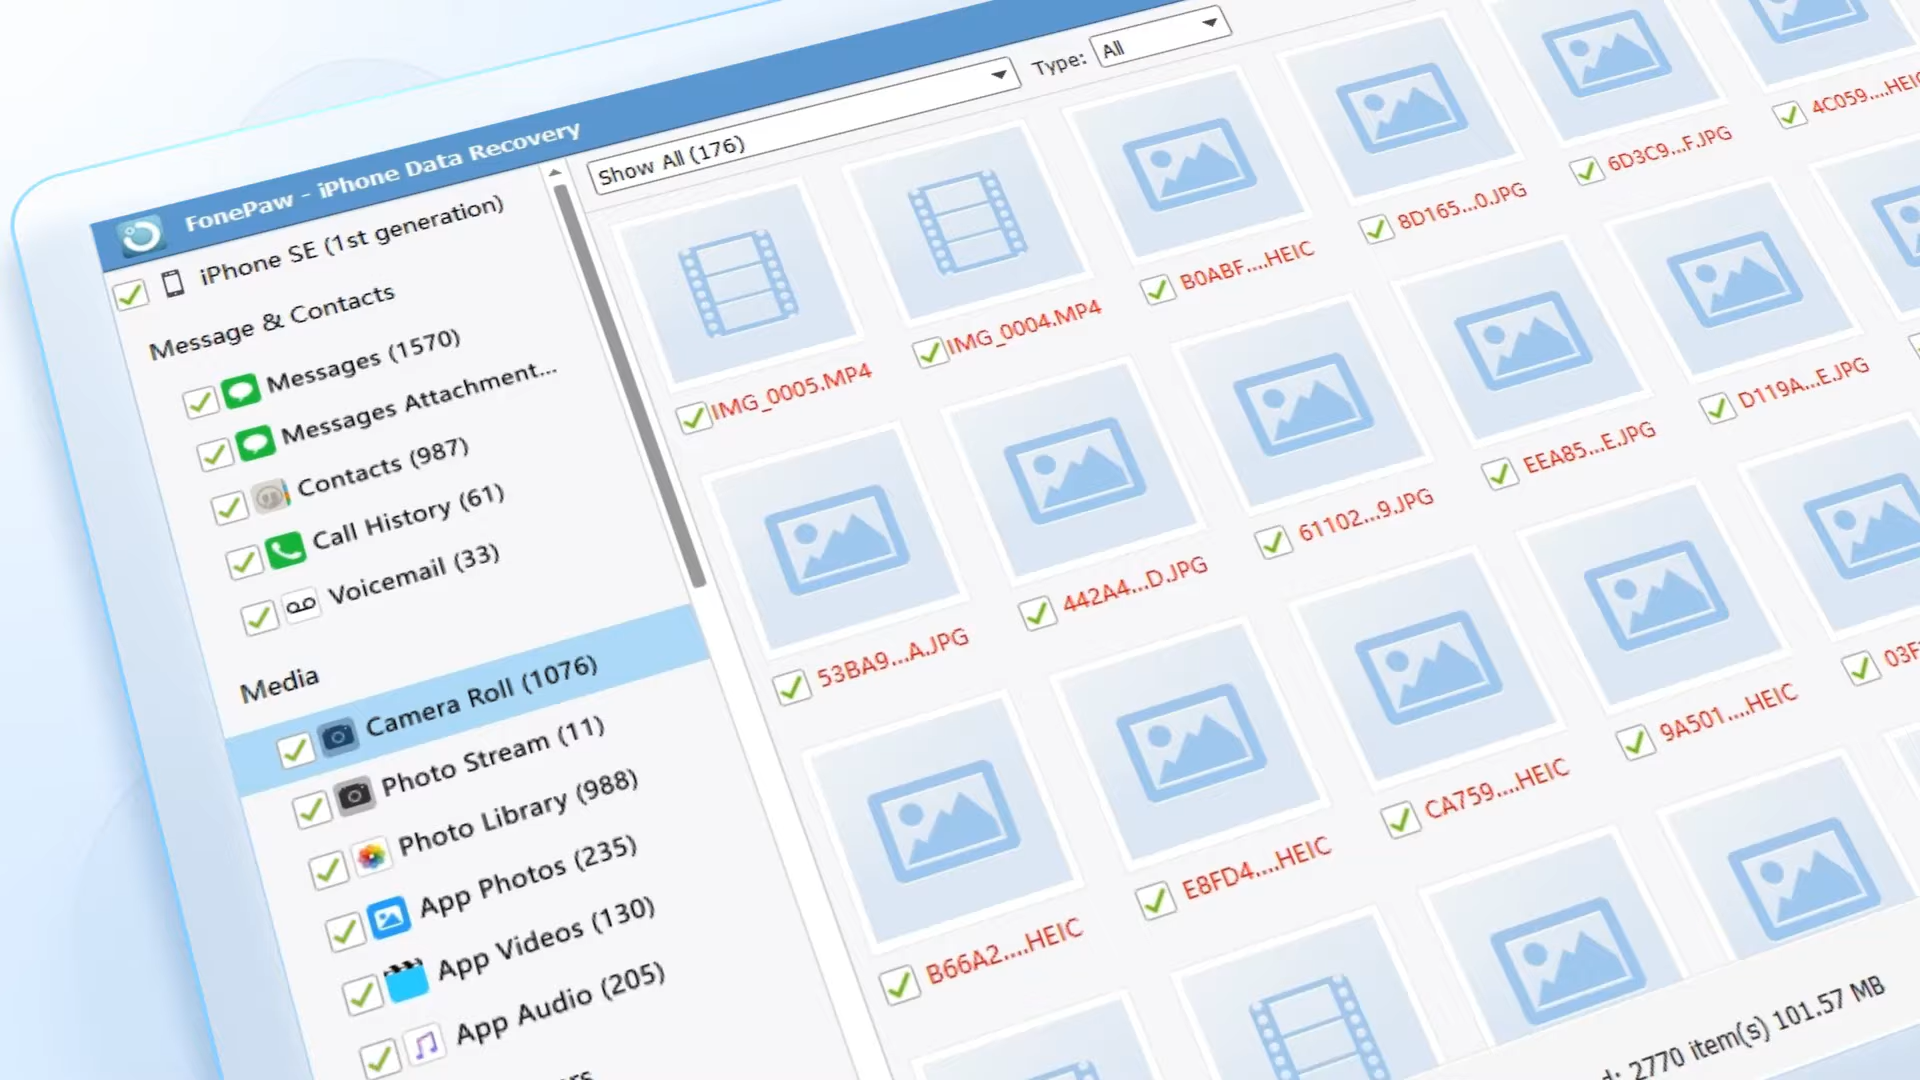 FonePaw - iPhone Data Recovery
iPhone SE (1st generation)
Message & Contacts
Messages (1570)
Messages Attachment...
Contacts (987)
Call History (61)
Voicemail (33)
Media
Camera Roll (1076)
Photo Stream (11)
Photo Library (988)
App Photos (235)
App Videos (130)
App Audio (205)
Show All (176)
Type: All
IMG_0005.MP4
IMG_0004.MP4
B0ABF....HEIC
8D165...0.JPG
6D3C9...F.JPG
4C059....HEIC
53BA9...A.JPG
442A4...D.JPG
61102...9.JPG
EEA85...E.JPG
D119A...E.JPG
B66A2....HEIC
E8FD4....HEIC
CA759....HEIC
9A501....HEIC
2770 item(s) 101.57 MB